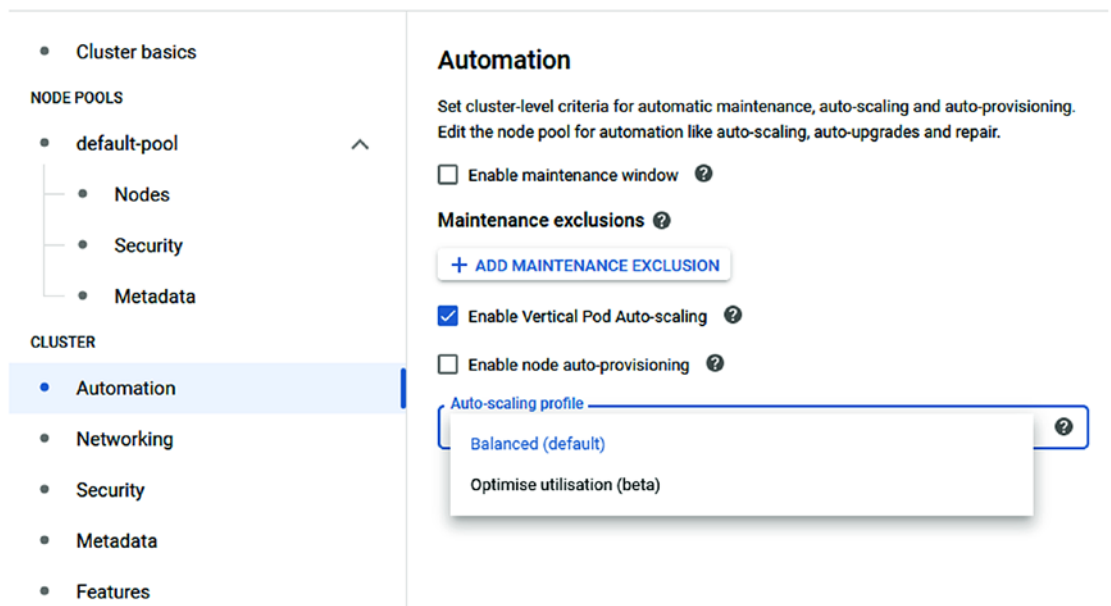 Cluster basics
NODE POOLS
default-pool
Nodes
Security
Metadata
CLUSTER
Automation
Networking
Security
Metadata
Features
Automation
Set cluster-level criteria for automatic maintenance, auto-scaling and auto-provisioning.
Edit the node pool for automation like auto-scaling, auto-upgrades and repair.
Enable maintenance window ?
Maintenance exclusions ?
+ ADD MAINTENANCE EXCLUSION
Enable Vertical Pod Auto-scaling ?
Enable node auto-provisioning ?
Auto-scaling profile
?
Balanced (default)
Optimise utilisation (beta)